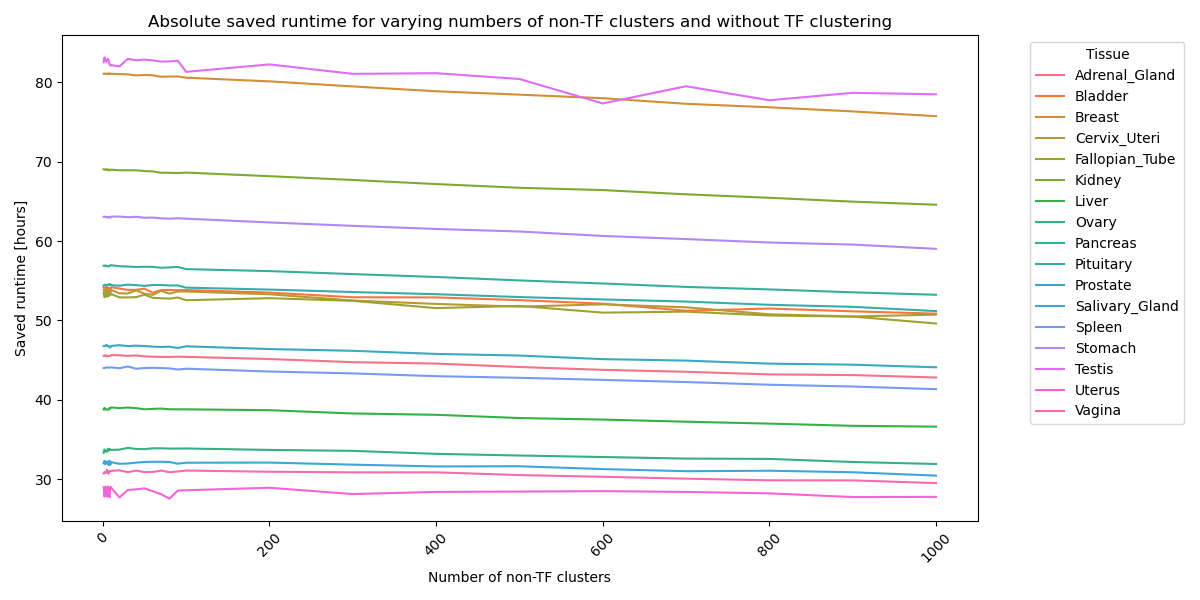 Absolute saved runtime for varying numbers of non-TF clusters and without TF clustering
Saved runtime [hours]
80
70
60
50
40
30
0
200
400
600
800
1000
Number of non-TF clusters
Tissue
Adrenal_Gland
Bladder
Breast
Cervix_Uteri
Fallopian_Tube
Kidney
Liver
Ovary
Pancreas
Pituitary
Prostate
Salivary_Gland
Spleen
Stomach
Testis
Uterus
Vagina